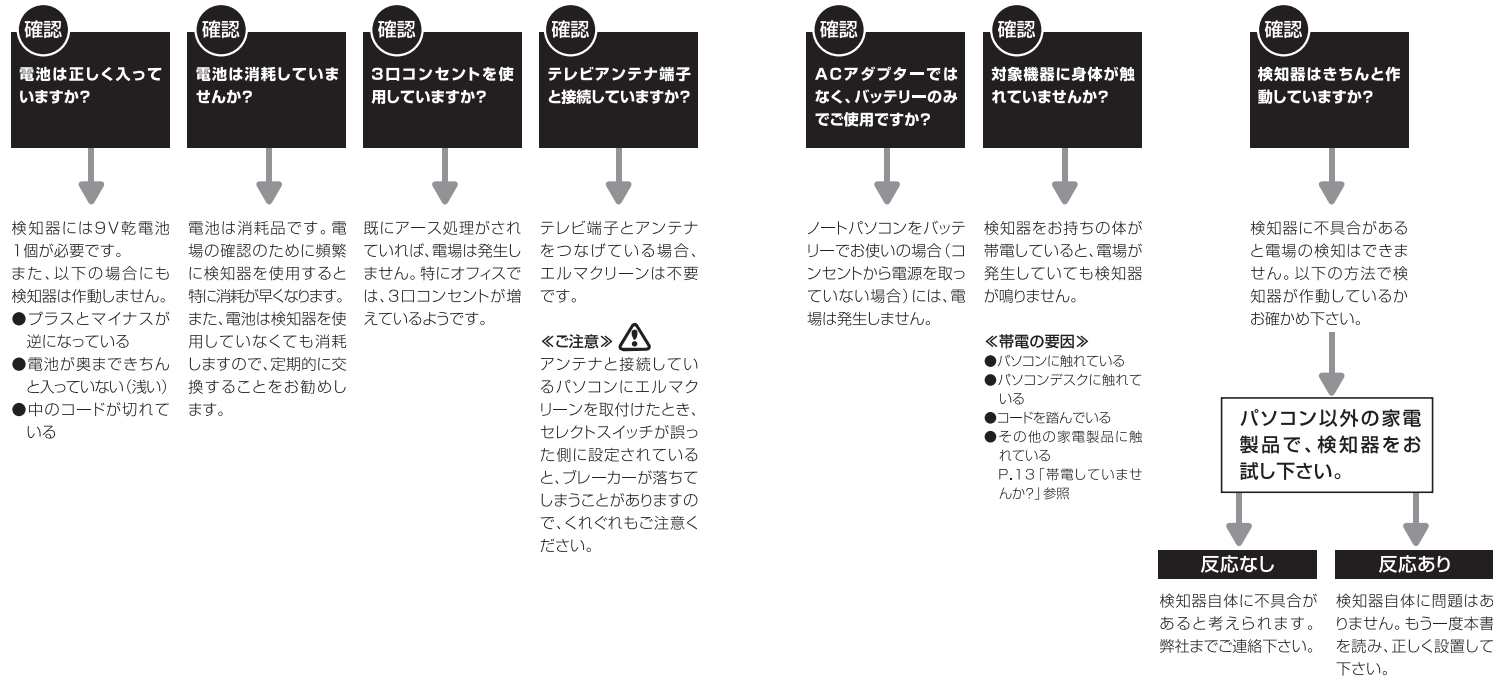 確認
電池は正しく入って
いますか?
検知器には9V乾電池
1個が必要です。
また、以下の場合にも
検知器は作動しません。
●プラスとマイナスが
逆になっている
●電池が奥まできちん
と入っていない(浅い)
●中のコードが切れて
いる
確認
電池は消耗していま
せんか?
電池は消耗品です。電
場の確認のために頻繁
に検知器を使用すると
特に消耗が早くなります。
また、電池は検知器を使
用していなくても消耗
しますので、定期的に交
換することをお勧めし
ます。
確認
3口コンセントを使
用していますか?
既にアース処理がされ
ていれば、電場は発生し
ません。特にオフィスで
は、3口コンセントが増
えているようです。
確認
テレビアンテナ端子
と接続していますか?
テレビ端子とアンテナ
をつなげている場合、
エルマクリーンは不要
です。
≪ご注意≫
アンテナと接続してい
るパソコンにエルマク
リーンを取付けたとき、
セレクトスイッチが誤っ
た側に設定されている
と、ブレーカーが落ちて
しまうことがありますの
で、くれぐれもご注意く
ださい。
確認
ACアダプターでは
なく、バッテリーのみ
でご使用ですか?
ノートパソコンをバッテ
リーでお使いの場合(コ
ンセントから電源を取っ
ていない場合)には、電
場は発生しません。
確認
対象機器に身体が触
れていませんか?
検知器をお持ちの体が
帯電していると、電場が
発生していても検知器
が鳴りません。
≪帯電の要因≫
●パソコンに触れている
●パソコンデスクに触れて
いる
●コードを踏んでいる
●その他の家電製品に触
れている
P.13「帯電していませ
んか?」参照
確認
検知器はきちんと作
動していますか?
検知器に不具合がある
と電場の検知はできま
せん。以下の方法で検
知器が作動しているか
お確かめ下さい。
パソコン以外の家電
製品で、検知器をお
試し下さい。
反応なし
検知器自体に不具合が
あると考えられます。
弊社までご連絡下さい。
反応あり
検知器自体に問題はあ
りません。もう一度本書
を読み、正しく設置して
下さい。